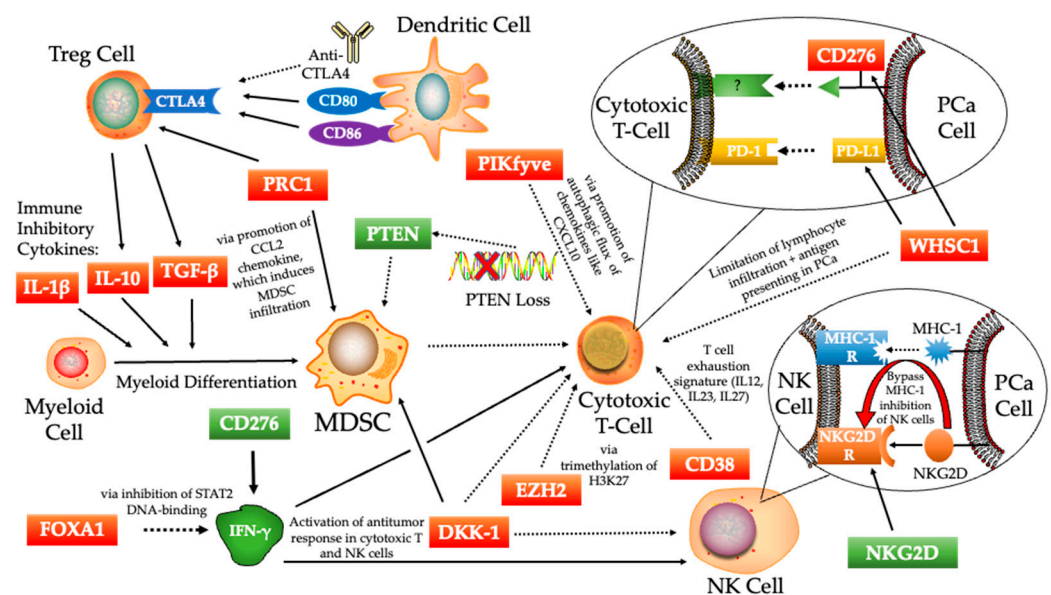 Treg Cell
Dendritic Cell
Anti-
CTLA4
CTLA4
CD80
CD86
PRC1
PIKfyve
via promotion of
autophagic flux of
chemokines like
CXCL10
Cytotoxic
T-Cell
?
CD276
PCa
Cell
PD-1
PD-L1
WHSC1
Limitation of lymphocyte
infiltration + antigen
presenting in PCa
Immune
Inhibitory
Cytokines:
IL-1β
IL-10
TGF-β
via promotion of
CCL2
chemokine,
which induces
MDSC
infiltration
PTEN
PTEN Loss
Myeloid Differentiation
Myeloid
Cell
MDSC
Cytotoxic
T-Cell
T cell
exhaustion
signature (IL12,
IL23, IL27)
NK
Cell
MHC-1
R
MHC-1
Bypass
MHC-1
inhibition
of NK cells
NKG2D
R
NKG2D
PCa
Cell
CD276
via inhibition of STAT2
DNA-binding
FOXA1
IFN-γ
Activation of antitumor
response in cytotoxic T
and NK cells
DKK-1
EZH2
via
trimethylation of
H3K27
CD38
NK Cell
NKG2D